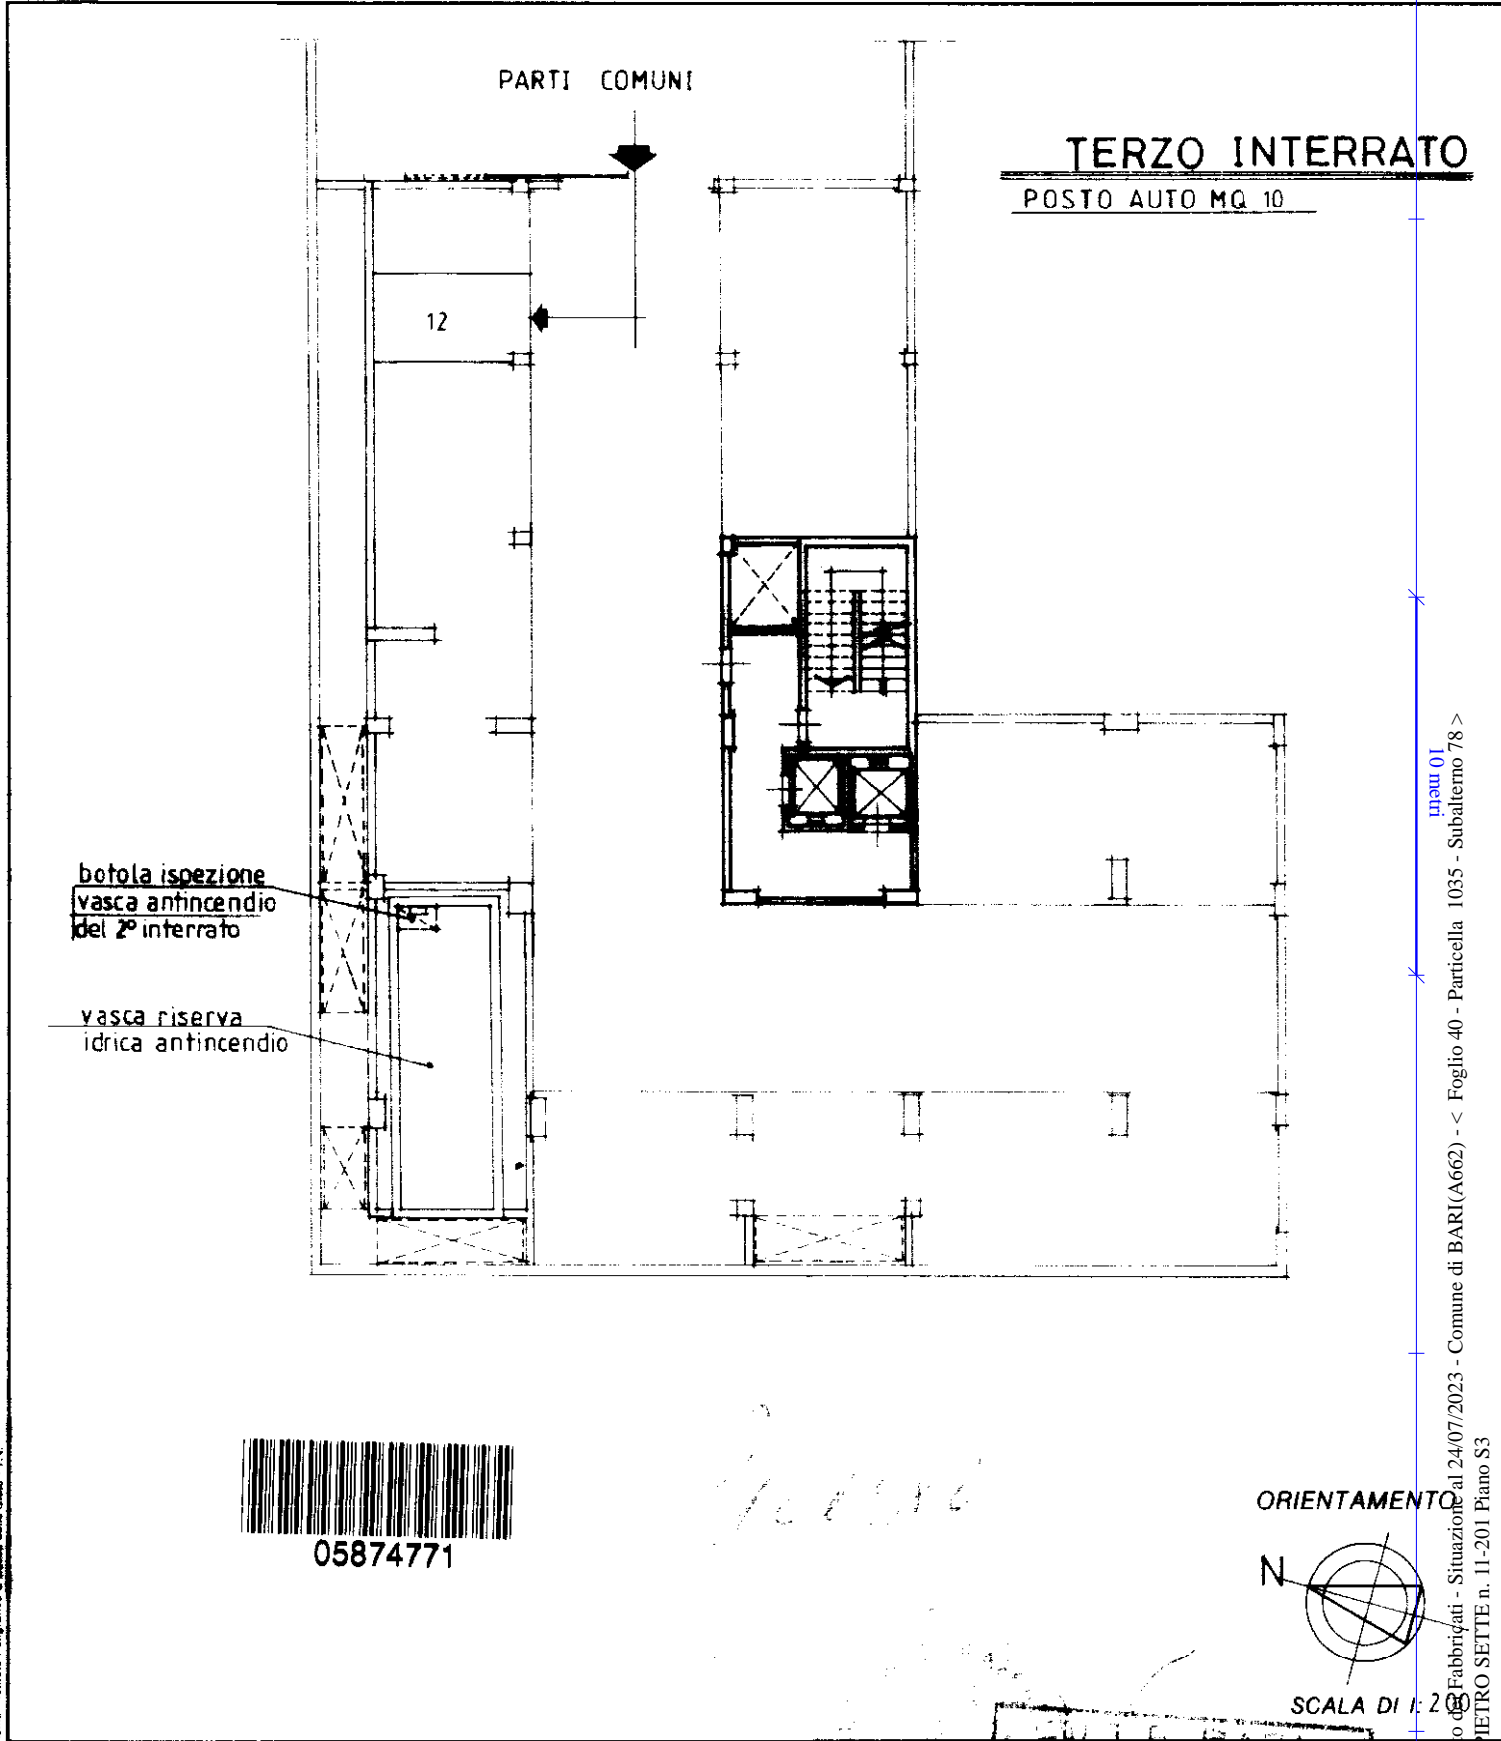 PARTI COMUNI
TERZO INTERRATO
POSTO AUTO MQ 10
12
botola ispezione
vasca antincendio
del 2° interrato
vasca riserva
idrica antincendio
10 metri
Fabbricati - Situazione al 24/07/2023 - Comune di BARI(A662) - < Foglio 40 - Particella 1035 - Subalterno 78 >
PIETRO SETTE n. 11-201 Piano S3
05874771
ORIENTAMENTO
N
SCALA DI 1: 200